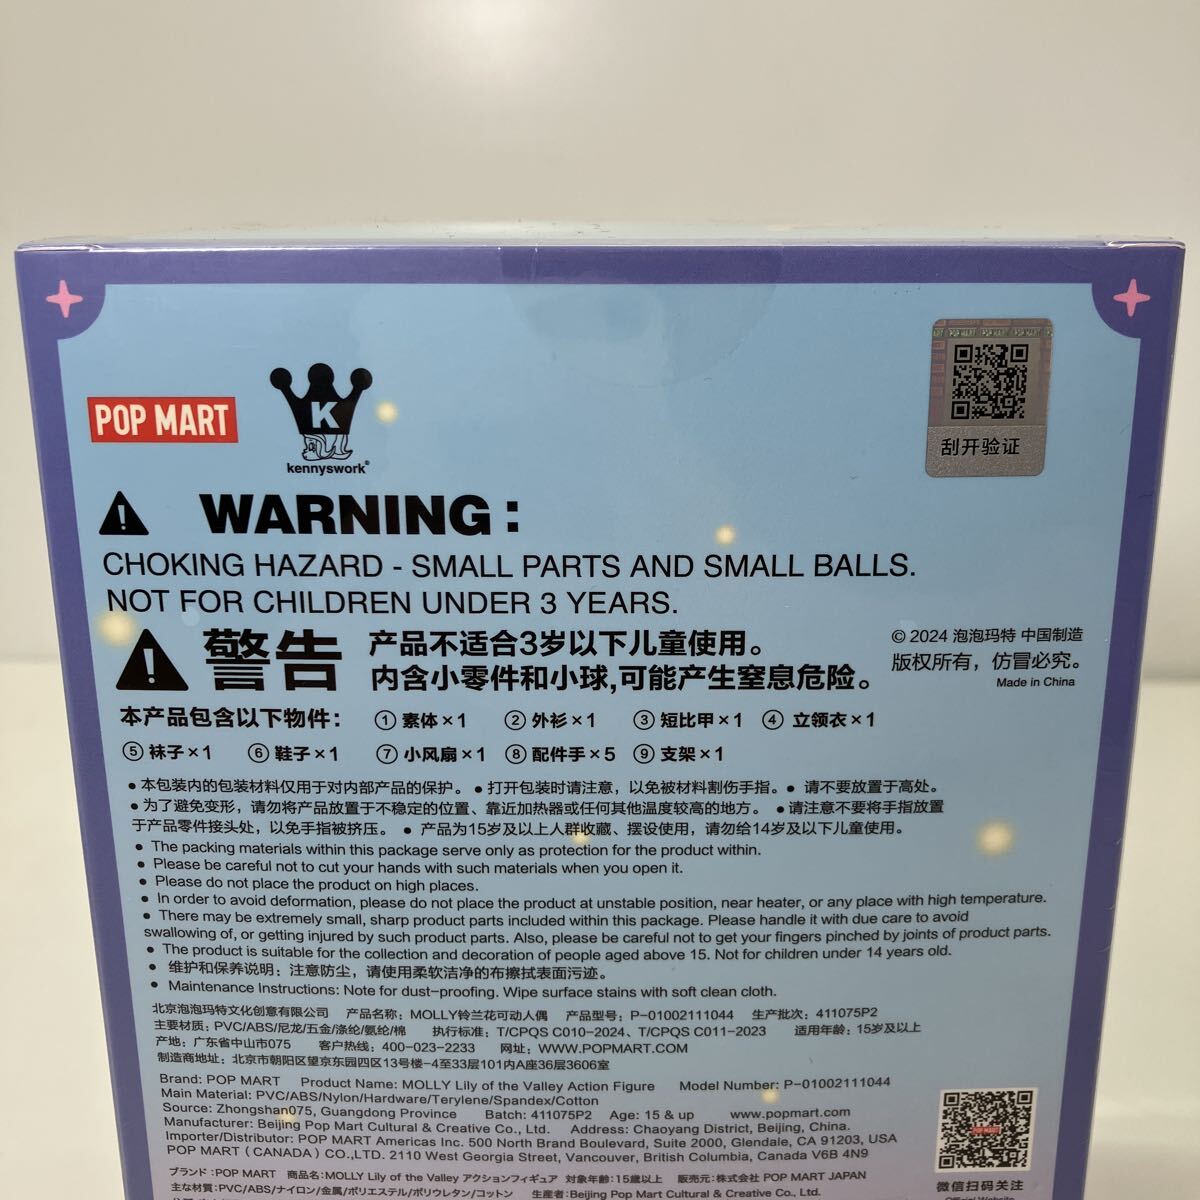 POP MART
K
kennyswork®
POP MART
刮开验证
WARNING:
CHOKING HAZARD - SMALL PARTS AND SMALL BALLS.
NOT FOR CHILDREN UNDER 3 YEARS.
警告
产品不适合3岁以下儿童使用。
内含小零件和小球,可能产生窒息危险。
© 2024 泡泡玛特 中国制造
版权所有，仿冒必究。
Made in China
本产品包含以下物件： ① 素体×1 ② 外衫×1 ③ 短比甲×1 ④ 立领衣×1
⑤ 袜子×1 ⑥ 鞋子×1 ⑦ 小风扇×1 ⑧ 配件手×5 ⑨ 支架×1
● 本包装内的包装材料仅用于对内部产品的保护。 ● 打开包装时请注意，以免被材料割伤手指。 ● 请不要放置于高处。
● 为了避免变形，请勿将产品放置于不稳定的位置、靠近加热器或任何其他温度较高的地方。 ● 请注意不要将手指放置
于产品零件接头处，以免手指被挤压。 ● 产品为15岁及以上人群收藏、摆设使用，请勿给14岁及以下儿童使用。
● The packing materials within this package serve only as protection for the product within.
● Please be careful not to cut your hands with such materials when you open it.
● Please do not place the product on high places.
● In order to avoid deformation, please do not place the product at unstable position, near heater, or any place with high temperature.
● There may be extremely small, sharp product parts included within this package. Please handle it with due care to avoid
swallowing of, or getting injured by such product parts. Also, please be careful not to get your fingers pinched by joints of product parts.
● The product is suitable for the collection and decoration of people aged above 15. Not for children under 14 years old.
● 维护和保养说明：注意防尘，请使用柔软洁净的布擦拭表面污迹。
● Maintenance Instructions: Note for dust-proofing. Wipe surface stains with soft clean cloth.
北京泡泡玛特文化创意有限公司 产品名称：MOLLY铃兰花可动人偶 产品型号：P-01002111044 生产批次：411075P2
主要材质：PVC/ABS/尼龙/五金/涤纶/氨纶/棉 执行标准：T/CPQS C010-2024、T/CPQS C011-2023 适用年龄：15岁及以上
产地：广东省中山市075 客户热线：400-023-2233 网址：WWW.POPMART.COM
制造商地址：北京市朝阳区望京东园四区13号楼-4至33层101内A座36层3606室
Brand: POP MART Product Name: MOLLY Lily of the Valley Action Figure Model Number: P-01002111044
Main Material: PVC/ABS/Nylon/Hardware/Terylene/Spandex/Cotton
Source: Zhongshan075, Guangdong Province Batch: 411075P2 Age: 15 & up www.popmart.com
Manufacturer: Beijing Pop Mart Cultural & Creative Co., Ltd. Address: Chaoyang District, Beijing, China.
Importer/Distributor: POP MART Americas Inc. 500 North Brand Boulevard, Suite 2000, Glendale, CA 91203, USA
POP MART (CANADA) CO., LTD. 2110 West Georgia Street, Vancouver, British Columbia, Canada V6B 4N9
POP MART
微信扫码关注
ブランド：POP MART 商品名：MOLLY Lily of the Valley アクションフィギュア 対象年齢：15歳以上 販売元：株式会社 POP MART JAPAN
主な材質：PVC/ABS/ナイロン/金属/ポリエステル/ポリウレタン/コットン 生産者：Beijing Pop Mart Cultural & Creative Co., Ltd.